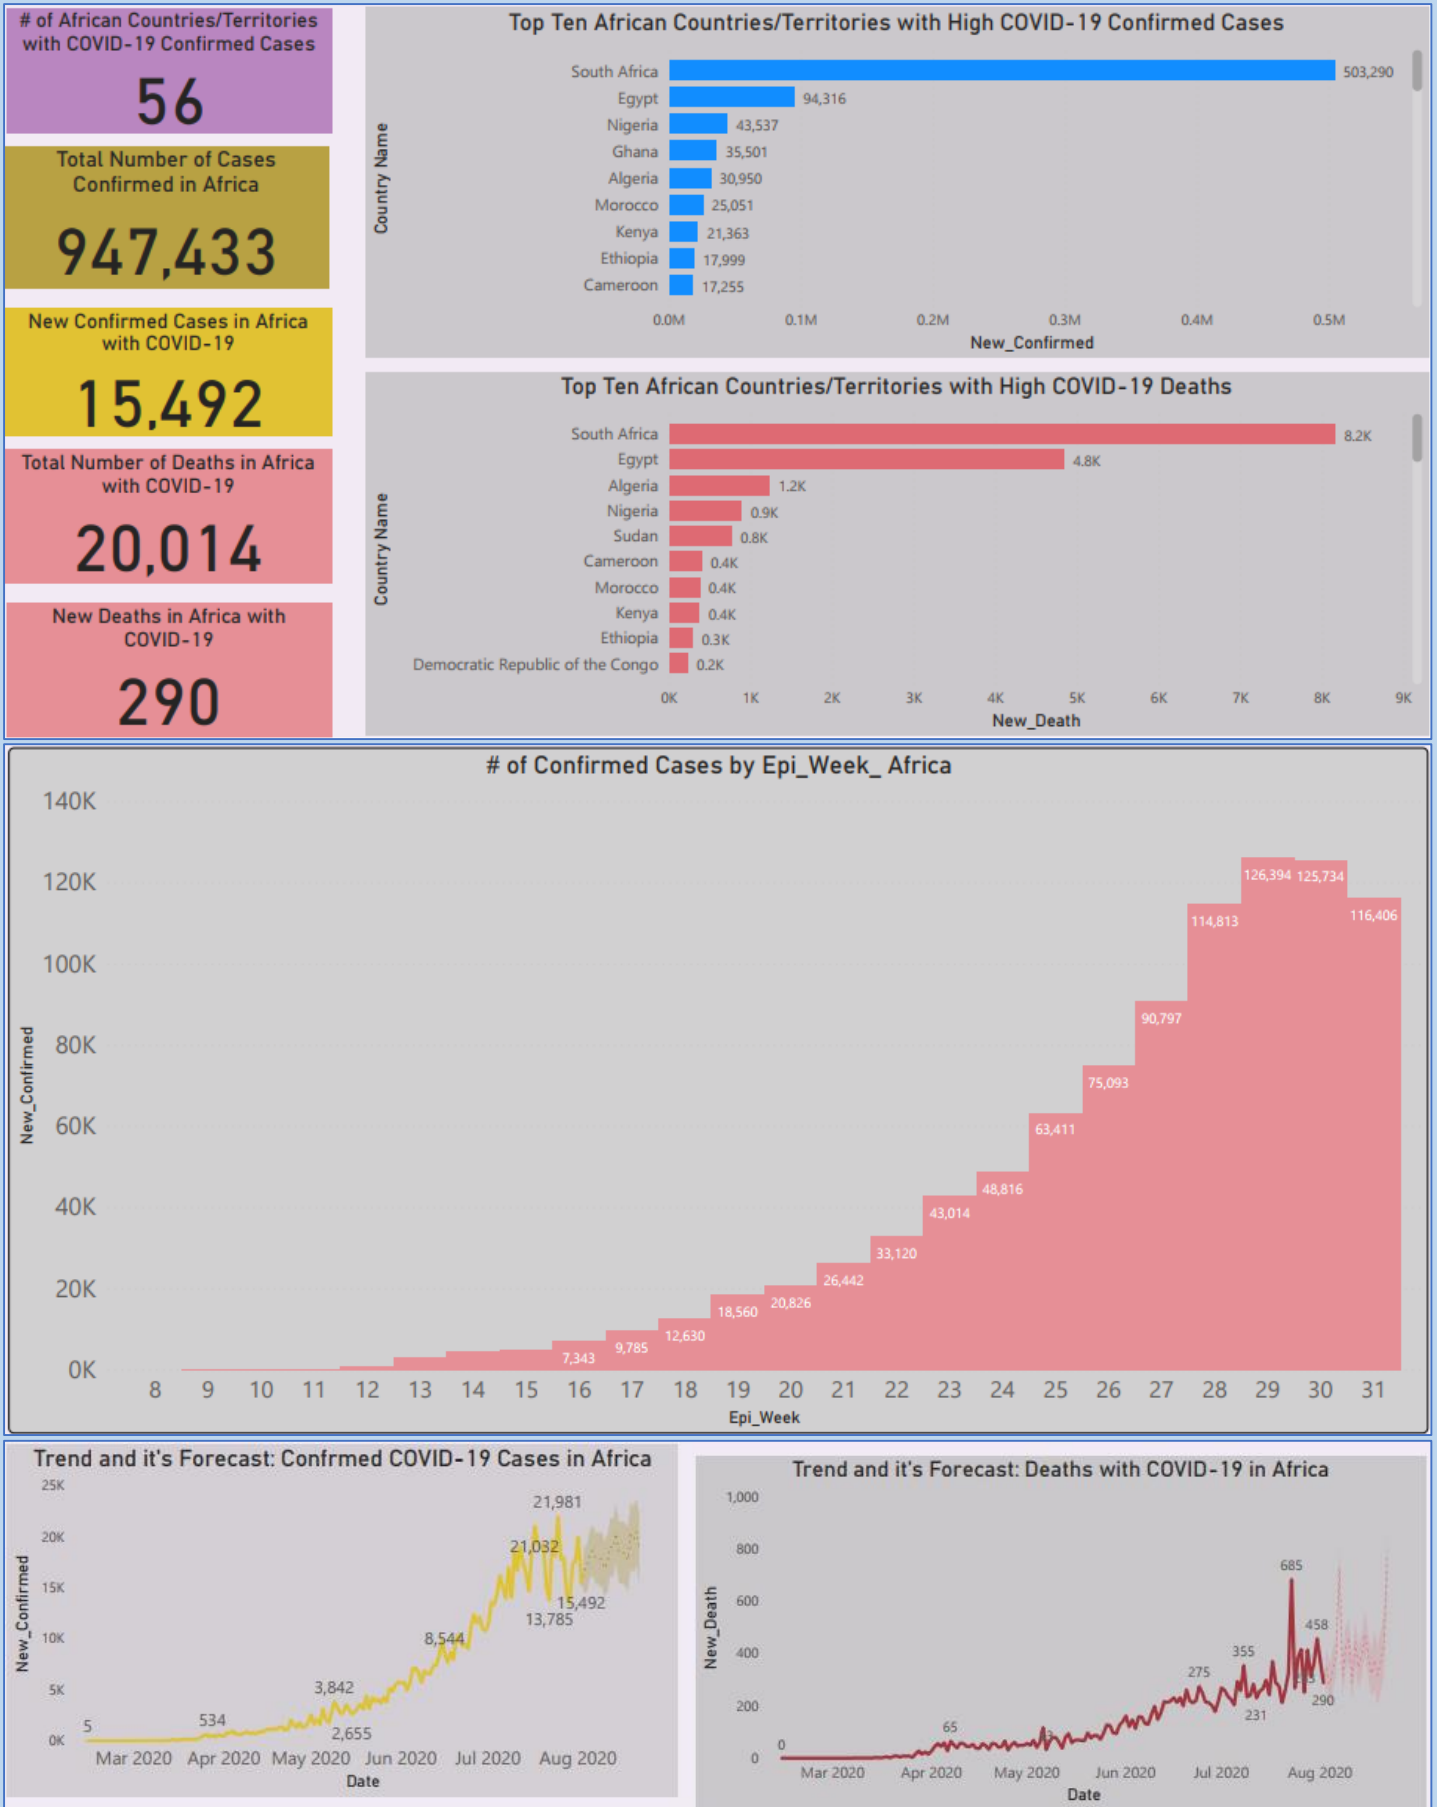 # of African Countries/Territories
with COVID-19 Confirmed Cases
56
Total Number of Cases
Confirmed in Africa
947,433
New Confirmed Cases in Africa
with COVID-19
15,492
Total Number of Deaths in Africa
with COVID-19
20,014
New Deaths in Africa with
COVID-19
290
Top Ten African Countries/Territories with High COVID-19 Confirmed Cases
Country Name
South Africa 503,290
Egypt 94,316
Nigeria 43,537
Ghana 35,501
Algeria 30,950
Morocco 25,051
Kenya 21,363
Ethiopia 17,999
Cameroon 17,255
0.0M 0.1M 0.2M 0.3M 0.4M 0.5M
New_Confirmed
Top Ten African Countries/Territories with High COVID-19 Deaths
Country Name
South Africa 8.2K
Egypt 4.8K
Algeria 1.2K
Nigeria 0.9K
Sudan 0.8K
Cameroon 0.4K
Morocco 0.4K
Kenya 0.4K
Ethiopia 0.3K
Democratic Republic of the Congo 0.2K
0K 1K 2K 3K 4K 5K 6K 7K 8K 9K
New_Death
# of Confirmed Cases by Epi_Week_ Africa
New_Confirmed
140K
120K
100K
80K
60K
40K
20K
0K
7,343 9,785 12,630 18,560 20,826 26,442 33,120 43,014 48,816 63,411 75,093 90,797 114,813 126,394 125,734 116,406
8 9 10 11 12 13 14 15 16 17 18 19 20 21 22 23 24 25 26 27 28 29 30 31
Epi_Week
Trend and it's Forecast: Confrmed COVID-19 Cases in Africa
New_Confirmed
25K
20K
15K
10K
5K
0K
5 534 3,842 2,655 8,544 21,032 21,981 13,785 15,492
Mar 2020 Apr 2020 May 2020 Jun 2020 Jul 2020 Aug 2020
Date
Trend and it's Forecast: Deaths with COVID-19 in Africa
New_Death
1,000
800
600
400
200
0
0 65 275 355 231 685 458 290
Mar 2020 Apr 2020 May 2020 Jun 2020 Jul 2020 Aug 2020
Date